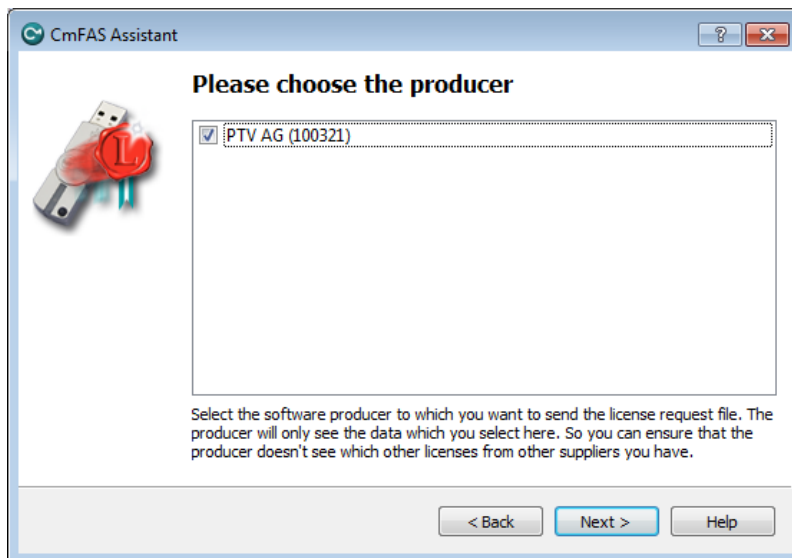 CmFAS Assistant
Please choose the producer
PTV AG (100321)
Select the software producer to which you want to send the license request file. The
producer will only see the data which you select here. So you can ensure that the
producer doesn't see which other licenses from other suppliers you have.
< Back
Next >
Help